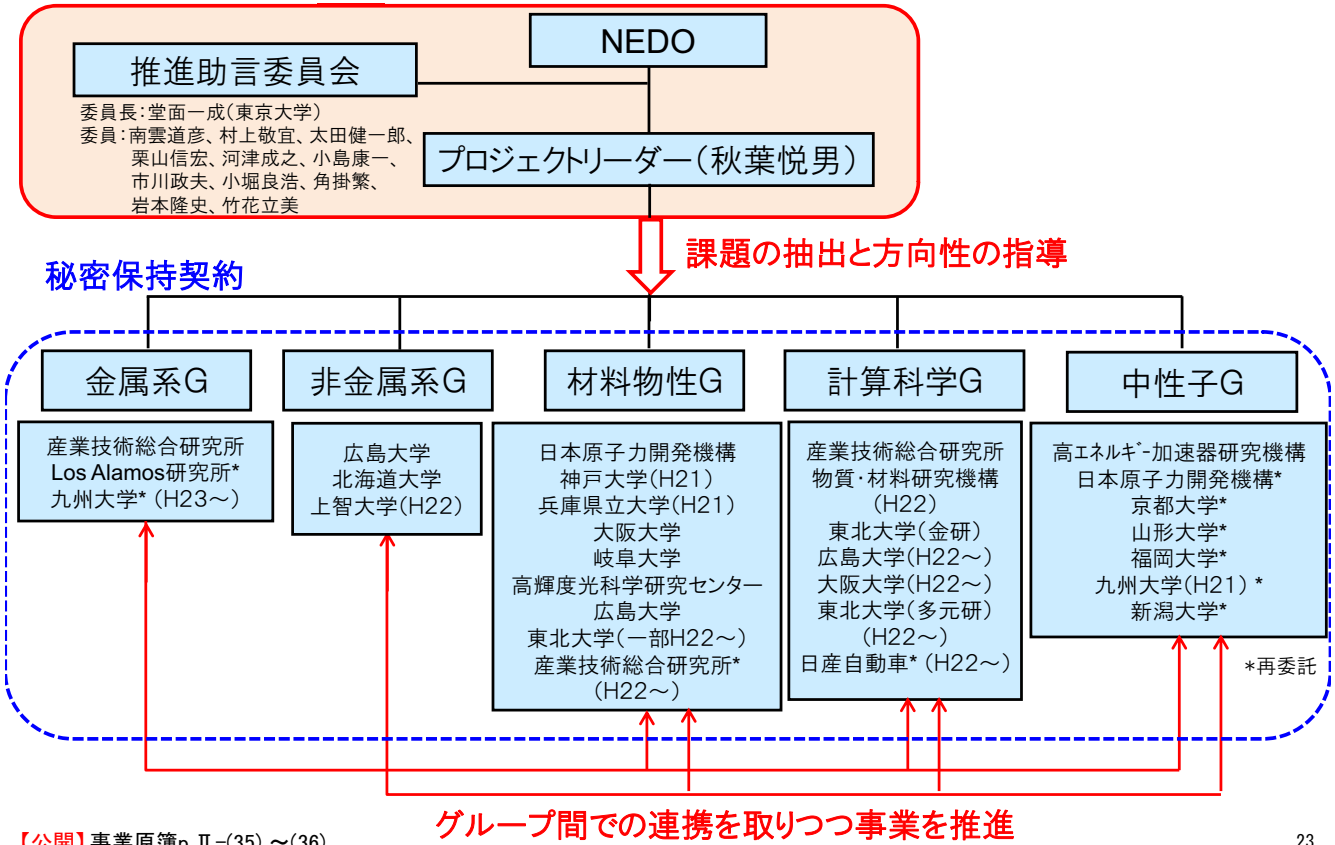 NEDO
推進助言委員会
委員長:堂面一成(東京大学)
委員:南雲道彦、村上敬宜、太田健一郎、
栗山信宏、河津成之、小島康一、
市川政夫、小堀良浩、角掛繁、
岩本隆史、竹花立美
プロジェクトリーダー(秋葉悦男)
課題の抽出と方向性の指導
秘密保持契約
金属系G
産業技術総合研究所
Los Alamos研究所*
九州大学* (H23～)
非金属系G
広島大学
北海道大学
上智大学(H22)
材料物性G
日本原子力開発機構
神戸大学(H21)
兵庫県立大学(H21)
大阪大学
岐阜大学
高輝度光科学研究センター
広島大学
東北大学(一部H22～)
産業技術総合研究所*
(H22～)
計算科学G
産業技術総合研究所
物質・材料研究機構
(H22)
東北大学(金研)
広島大学(H22～)
大阪大学(H22～)
東北大学(多元研)
(H22～)
日産自動車* (H22～)
中性子G
高エネルギー加速器研究機構
日本原子力開発機構*
京都大学*
山形大学*
福岡大学*
九州大学(H21) *
新潟大学*
*再委託
グループ間での連携を取りつつ事業を推進
【公開】事業原簿p Ⅱ-(35) ～(36)
23